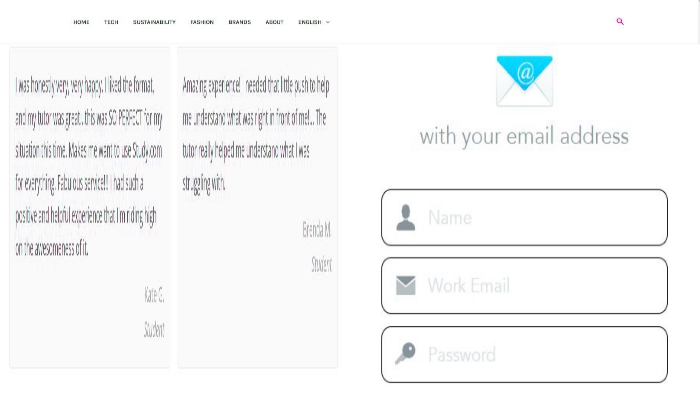 HOME TECH SUSTAINABILITY FASHION BRANDS ABOUT ENGLISH
I was honestly very, very happy. I liked the format,
and my tutor was great...this was SO PERFECT for my
situation this time. Makes me want to use Study.com
for everything. Fabulous service!! I had such a
positive and helpful experience that I'm riding high
on the awesomeness of it.
Kate G.
Student
Amazing experience! I needed that little push to help
me understand what was right in front of me!... The
tutor really helped me understand what I was
struggling with.
Brenda M.
Student
@
with your email address
Name
Work Email
Password